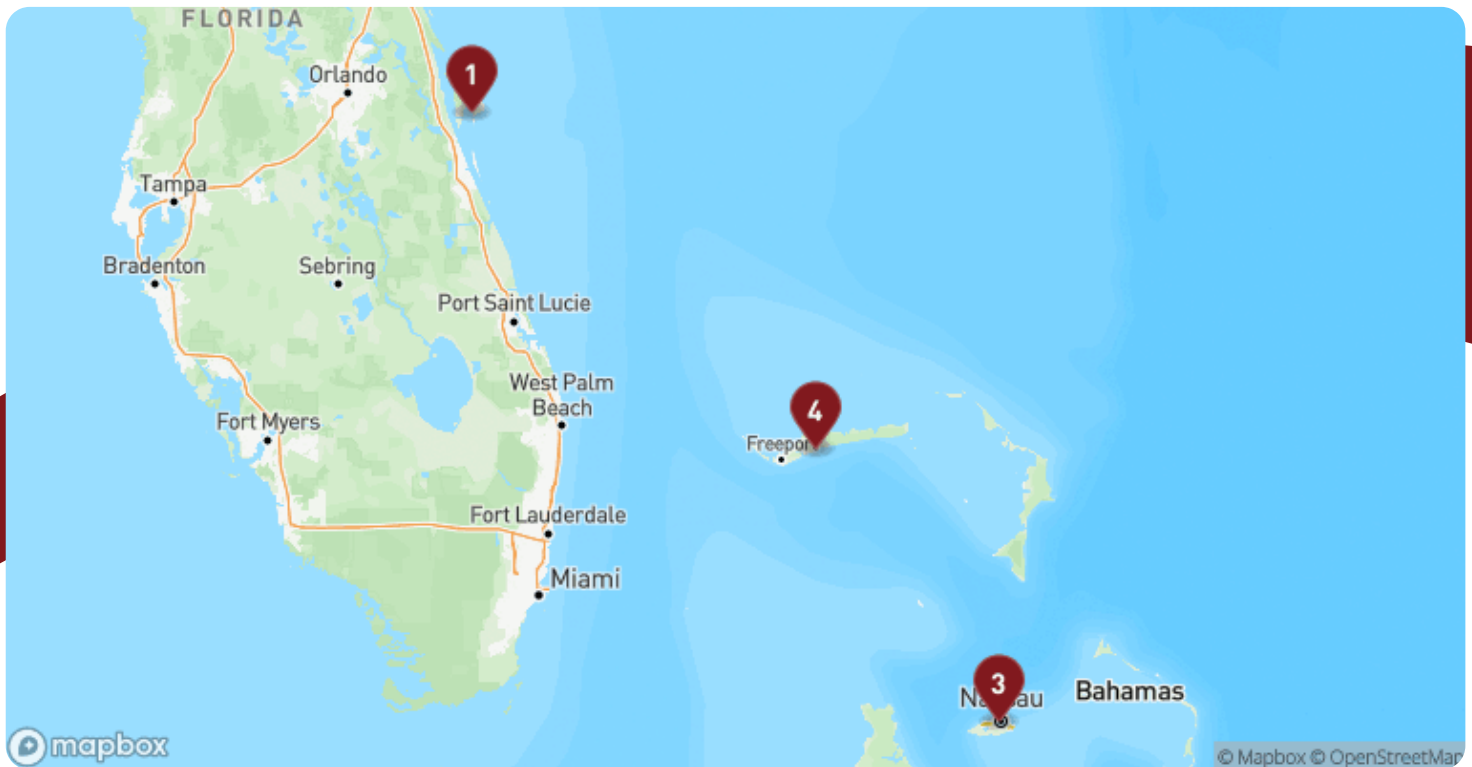 FLORIDA
Orlando
1
Tampa
Bradenton
Sebring
Port Saint Lucie
West Palm
Beach
4
Fort Myers
Fort Lauderdale
Miami
3
Bahamas
mapbox
© Mapbox © OpenStreetMap